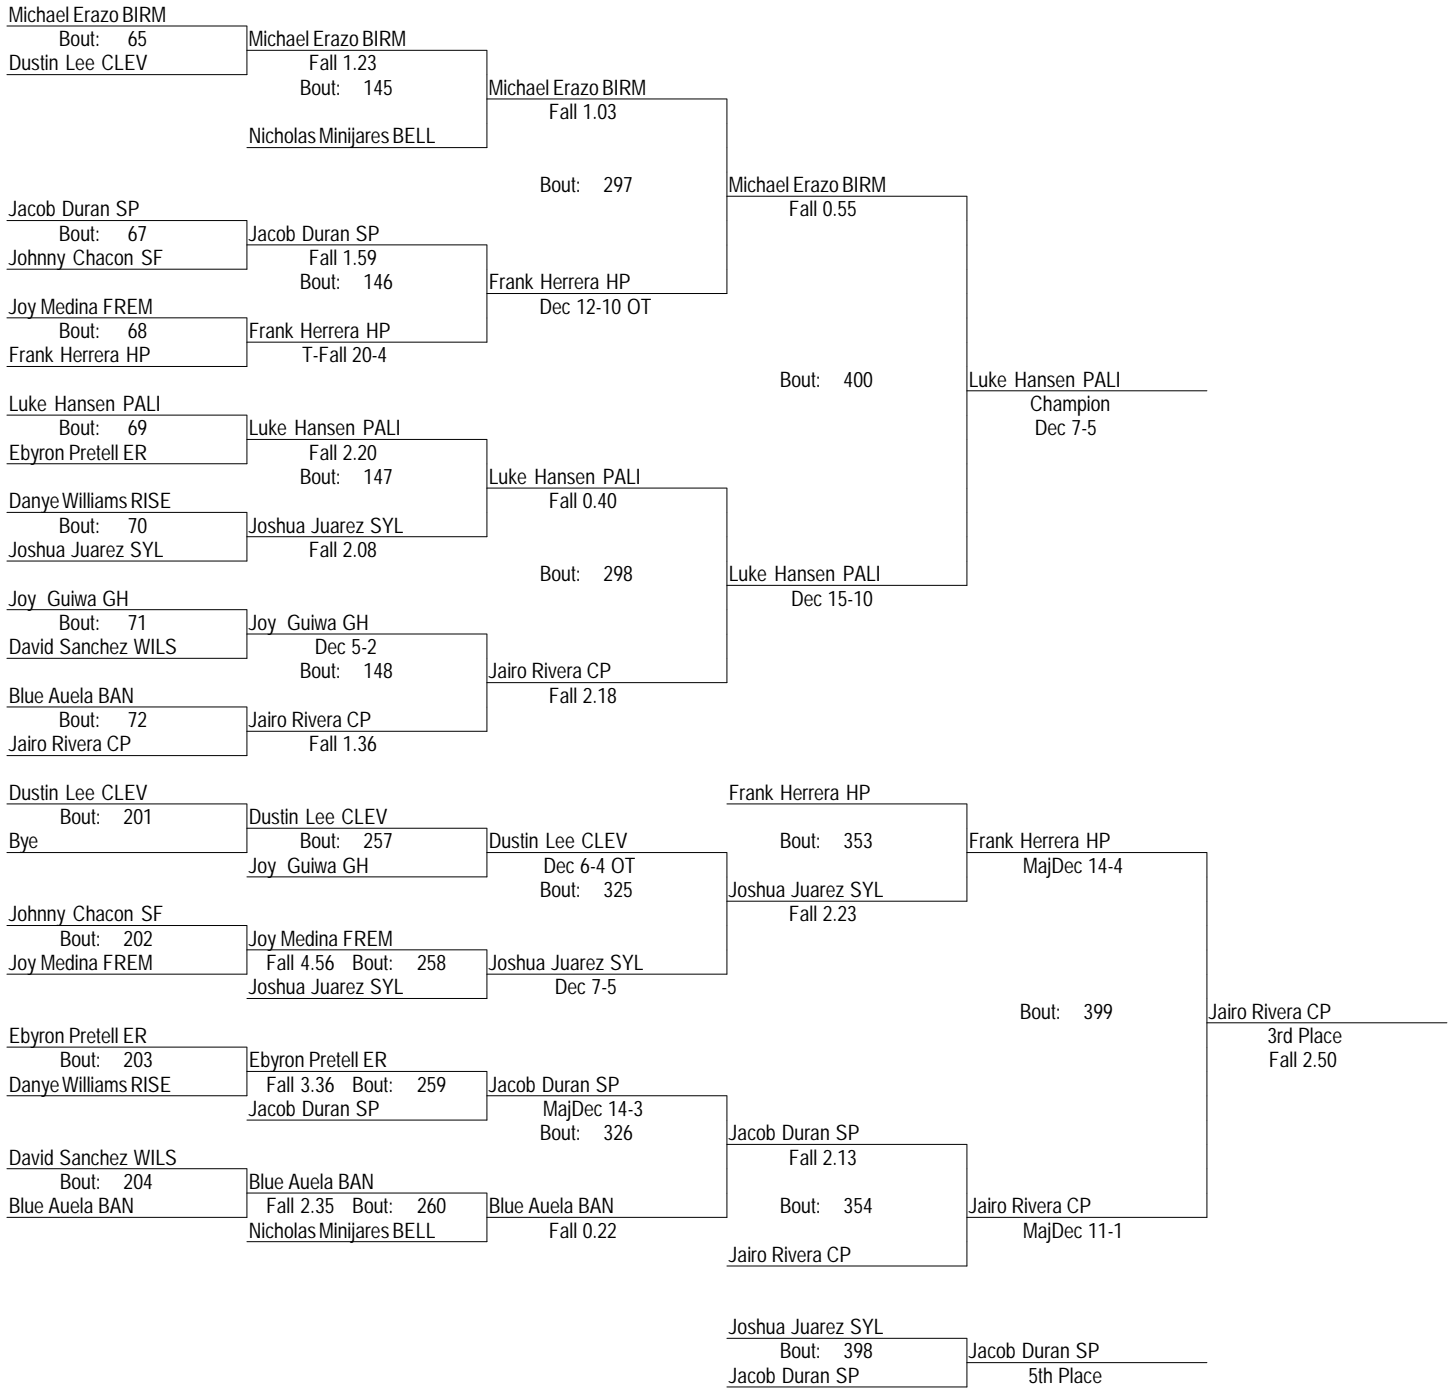 Michael Erazo BIRM
Bout: 65
Michael Erazo BIRM
Dustin Lee CLEV
Fall 1.23
Bout: 145
Michael Erazo BIRM
Fall 1.03
Nicholas Minijares BELL
Bout: 297
Michael Erazo BIRM
Jacob Duran SP
Fall 0.55
Bout: 67
Jacob Duran SP
Johnny Chacon SF
Fall 1.59
Bout: 146
Frank Herrera HP
Joy Medina FREM
Dec 12-10 OT
Bout: 68
Frank Herrera HP
Frank Herrera HP
T-Fall 20-4
Bout: 400
Luke Hansen PALI
Luke Hansen PALI
Champion
Bout: 69
Luke Hansen PALI
Dec 7-5
Ebyron Pretell ER
Fall 2.20
Bout: 147
Luke Hansen PALI
Danye Williams RISE
Fall 0.40
Bout: 70
Joshua Juarez SYL
Joshua Juarez SYL
Fall 2.08
Bout: 298
Luke Hansen PALI
Joy Guiwa GH
Dec 15-10
Bout: 71
Joy Guiwa GH
David Sanchez WILS
Dec 5-2
Bout: 148
Jairo Rivera CP
Blue Auela BAN
Fall 2.18
Bout: 72
Jairo Rivera CP
Jairo Rivera CP
Fall 1.36
Dustin Lee CLEV
Frank Herrera HP
Bout: 201
Dustin Lee CLEV
Bye
Bout: 257
Dustin Lee CLEV
Bout: 353
Frank Herrera HP
Joy Guiwa GH
Dec 6-4 OT
MajDec 14-4
Bout: 325
Joshua Juarez SYL
Johnny Chacon SF
Fall 2.23
Bout: 202
Joy Medina FREM
Joy Medina FREM
Fall 4.56 Bout: 258
Joshua Juarez SYL
Joshua Juarez SYL
Dec 7-5
Bout: 399
Jairo Rivera CP
Ebyron Pretell ER
3rd Place
Bout: 203
Ebyron Pretell ER
Fall 2.50
Danye Williams RISE
Fall 3.36 Bout: 259
Jacob Duran SP
Jacob Duran SP
MajDec 14-3
Bout: 326
Jacob Duran SP
David Sanchez WILS
Fall 2.13
Bout: 204
Blue Auela BAN
Blue Auela BAN
Fall 2.35 Bout: 260
Blue Auela BAN
Bout: 354
Jairo Rivera CP
Nicholas Minijares BELL
Fall 0.22
MajDec 11-1
Jairo Rivera CP
Joshua Juarez SYL
Bout: 398
Jacob Duran SP
Jacob Duran SP
5th Place